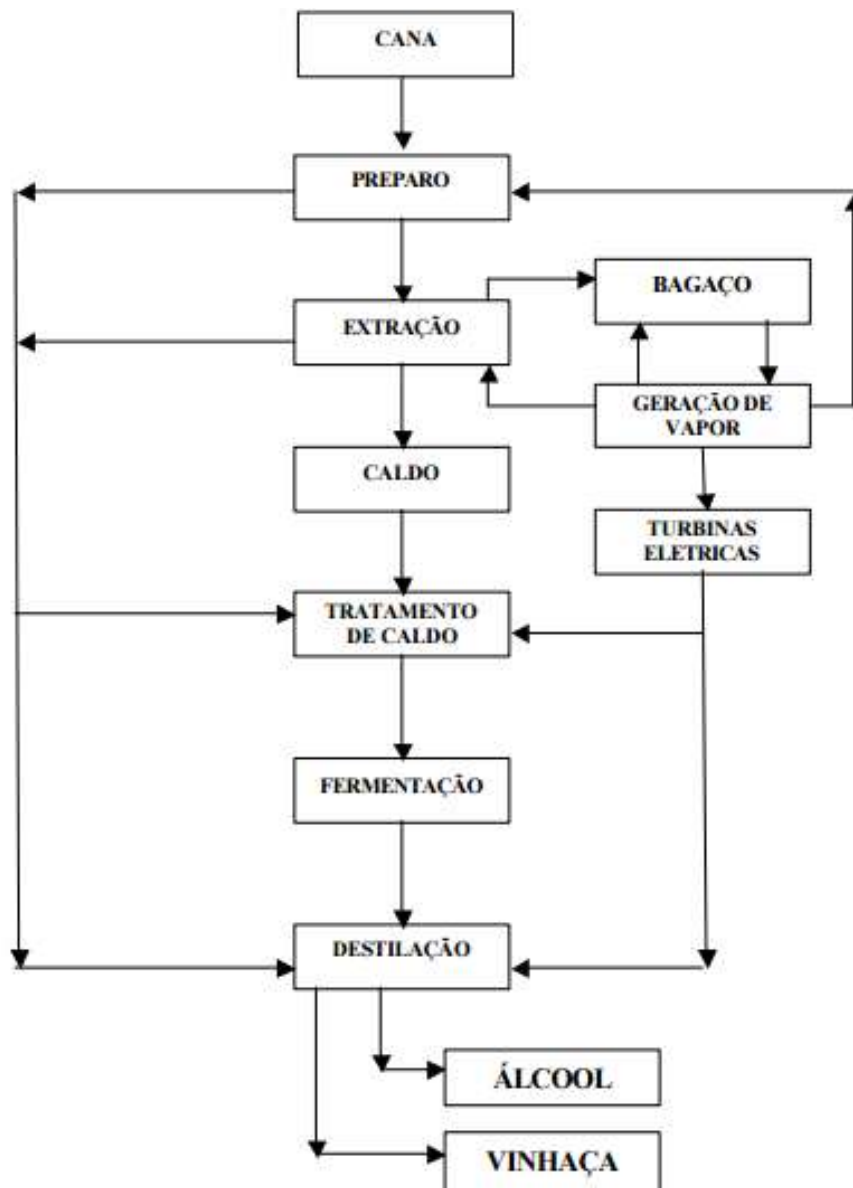 CANA
PREPARO
BAGAÇO
EXTRAÇÃO
GERAÇÃO DE
VAPOR
CALDO
TURBINAS
ELETRICAS
TRATAMENTO
DE CALDO
FERMENTAÇÃO
DESTILAÇÃO
ÁLCOOL
VINHAÇA